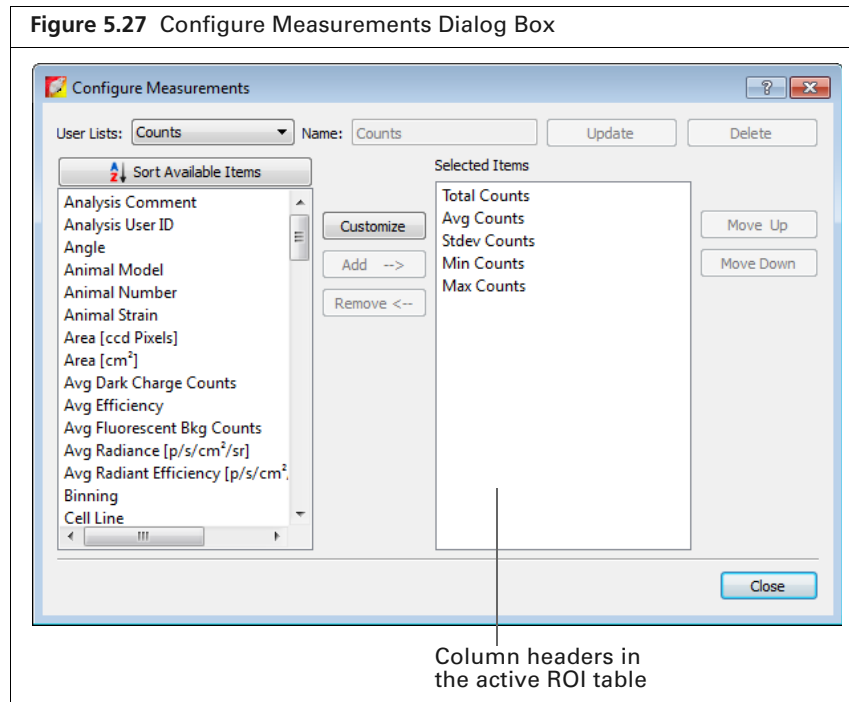 Figure 5.27 Configure Measurements Dialog Box
Configure Measurements
?
User Lists: Counts Name: Counts Update Delete
Sort Available Items
Analysis Comment
Analysis User ID
Angle
Animal Model
Animal Number
Animal Strain
Area [ccd Pixels]
Area [cm²]
Avg Dark Charge Counts
Avg Efficiency
Avg Fluorescent Bkg Counts
Avg Radiance [p/s/cm²/sr]
Avg Radiant Efficiency [p/s/cm²/
Binning
Cell Line
Customize
Add -->
Remove <--
Selected Items
Total Counts
Avg Counts
Stdev Counts
Min Counts
Max Counts
Move Up
Move Down
Close
Column headers in
the active ROI table